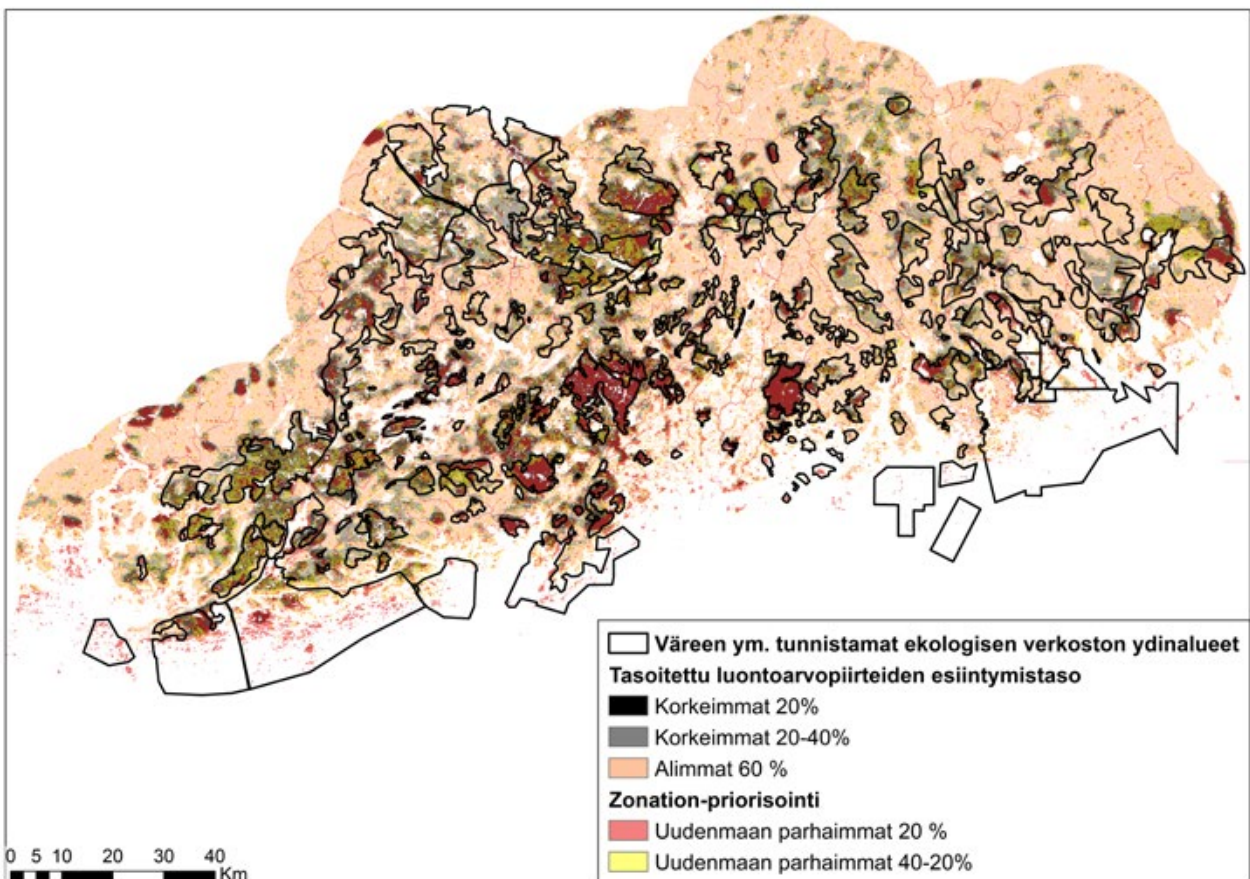 Väreen ym. tunnistamat ekologisen verkoston ydinalueet
Tasoitettu luontoarvopiirteiden esiintymistaso
Korkeimmat 20%
Korkeimmat 20-40%
Alimmat 60 %
Zonation-priorisointi
Uudenmaan parhaimmat 20 %
Uudenmaan parhaimmat 40-20%
0 5 10 20 30 40
Km